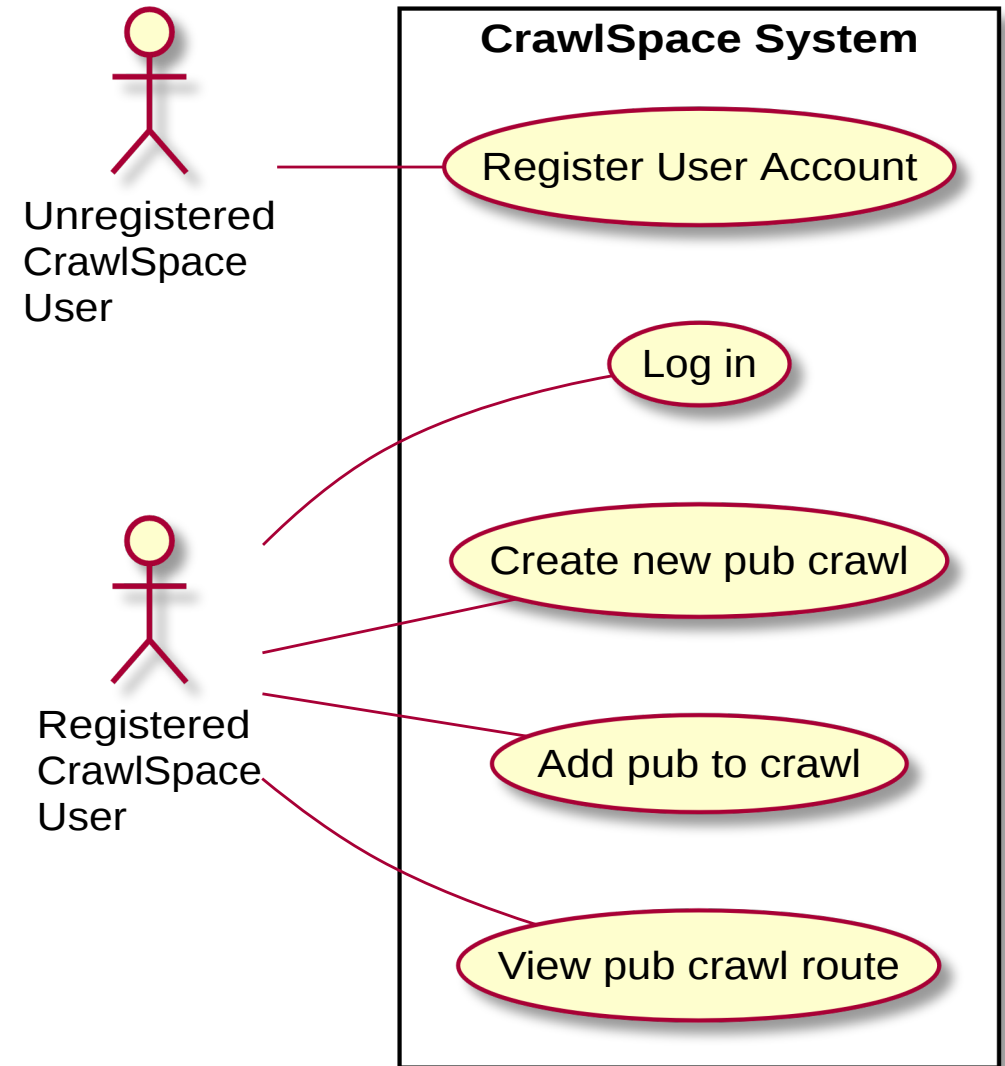 CrawlSpace System
Register User Account
Unregistered
CrawlSpace
User
Log in
Create new pub crawl
Registered
CrawlSpace
User
Add pub to crawl
View pub crawl route